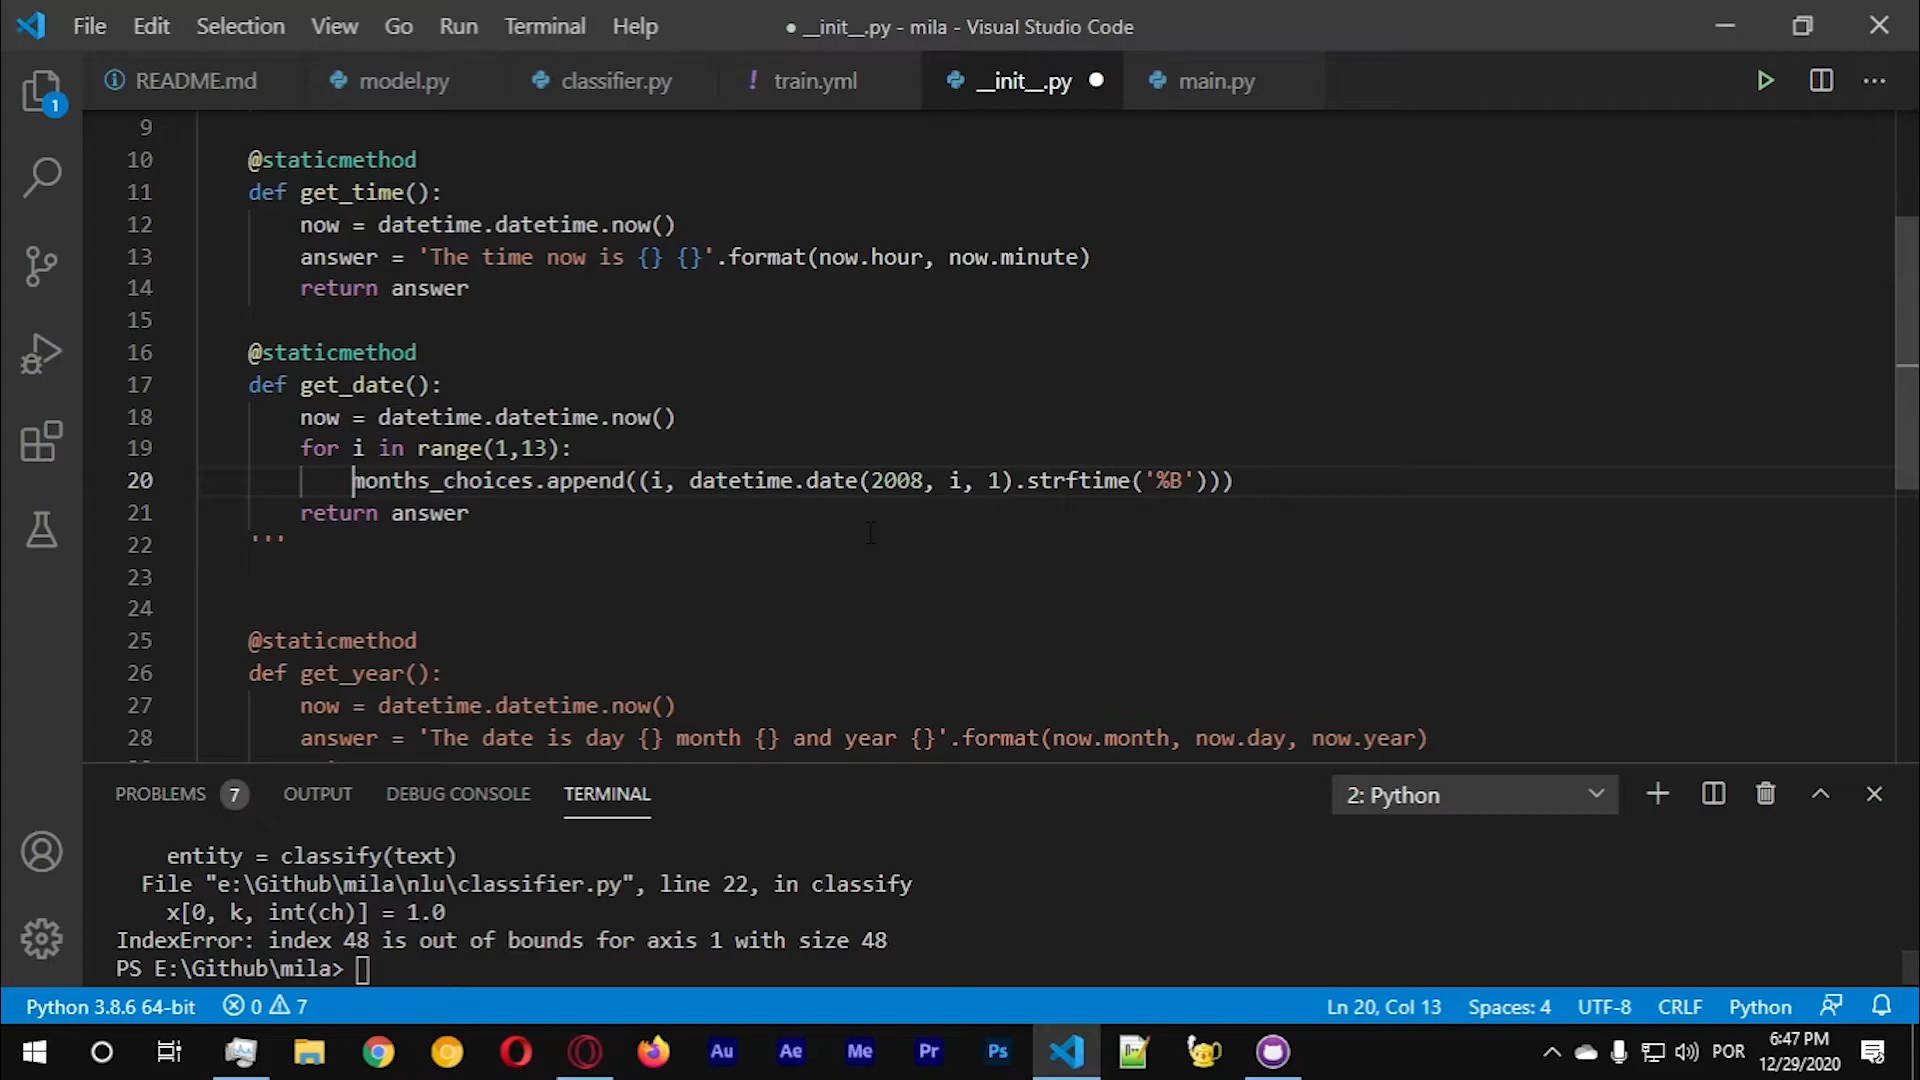 File Edit Selection View Go Run Terminal Help ● __init__.py - mila - Visual Studio Code
README.md model.py classifier.py ! train.yml __init__.py ● main.py
1
9
10 @staticmethod
11 def get_time():
12 now = datetime.datetime.now()
13 answer = 'The time now is {} {}'.format(now.hour, now.minute)
14 return answer
15
16 @staticmethod
17 def get_date():
18 now = datetime.datetime.now()
19 for i in range(1,13):
20 months_choices.append((i, datetime.date(2008, i, 1).strftime('%B')))
21 return answer
22 '''
23
24
25 @staticmethod
26 def get_year():
27 now = datetime.datetime.now()
28 answer = 'The date is day {} month {} and year {}'.format(now.month, now.day, now.year)
PROBLEMS 7 OUTPUT DEBUG CONSOLE TERMINAL 2: Python
entity = classify(text)
File "e:\Github\mila\nlu\classifier.py", line 22, in classify
x[0, k, int(ch)] = 1.0
IndexError: index 48 is out of bounds for axis 1 with size 48
PS E:\Github\mila>
Python 3.8.6 64-bit 0 7 Ln 20, Col 13 Spaces: 4 UTF-8 CRLF Python
Au Ae Me Pr Ps POR 6:47 PM
12/29/2020